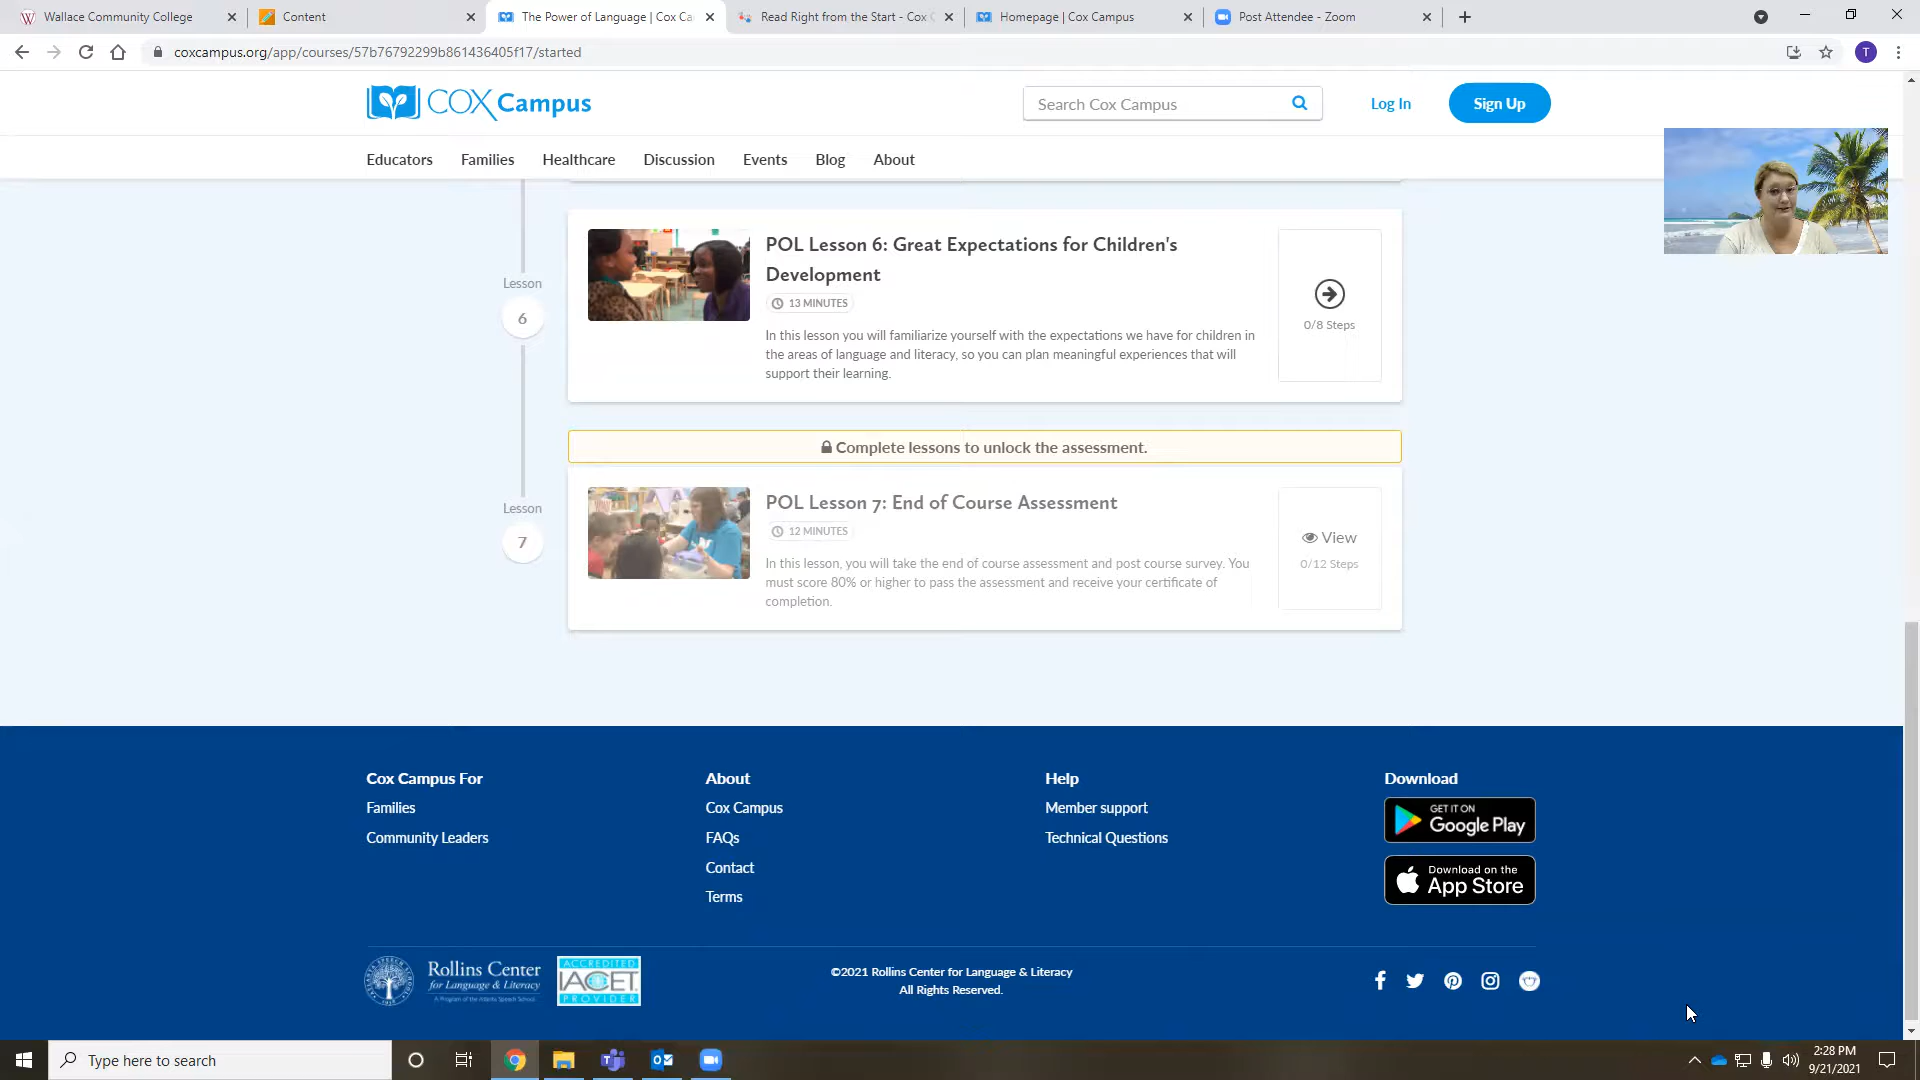 Wallace Community College
Content
The Power of Language | Cox Ca
Read Right from the Start - Cox C
Homepage | Cox Campus
Post Attendee - Zoom
coxcampus.org/app/courses/57b76792299b861436405f17/started
T
COX Campus
Search Cox Campus
Log In
Sign Up
Educators
Families
Healthcare
Discussion
Events
Blog
About
Lesson
6
POL Lesson 6: Great Expectations for Children's
Development
13 MINUTES
In this lesson you will familiarize yourself with the expectations we have for children in
the areas of language and literacy, so you can plan meaningful experiences that will
support their learning.
0/8 Steps
Complete lessons to unlock the assessment.
Lesson
7
POL Lesson 7: End of Course Assessment
12 MINUTES
In this lesson, you will take the end of course assessment and post course survey. You
must score 80% or higher to pass the assessment and receive your certificate of
completion.
View
0/12 Steps
Cox Campus For
Families
Community Leaders
About
Cox Campus
FAQs
Contact
Terms
Help
Member support
Technical Questions
Download
GET IT ON
Google Play
Download on the
App Store
Rollins Center
for Language & Literacy
A Program of the Atlanta Speech School
ACCREDITED
IACET
PROVIDER
©2021 Rollins Center for Language & Literacy
All Rights Reserved.
Type here to search
2:28 PM
9/21/2021